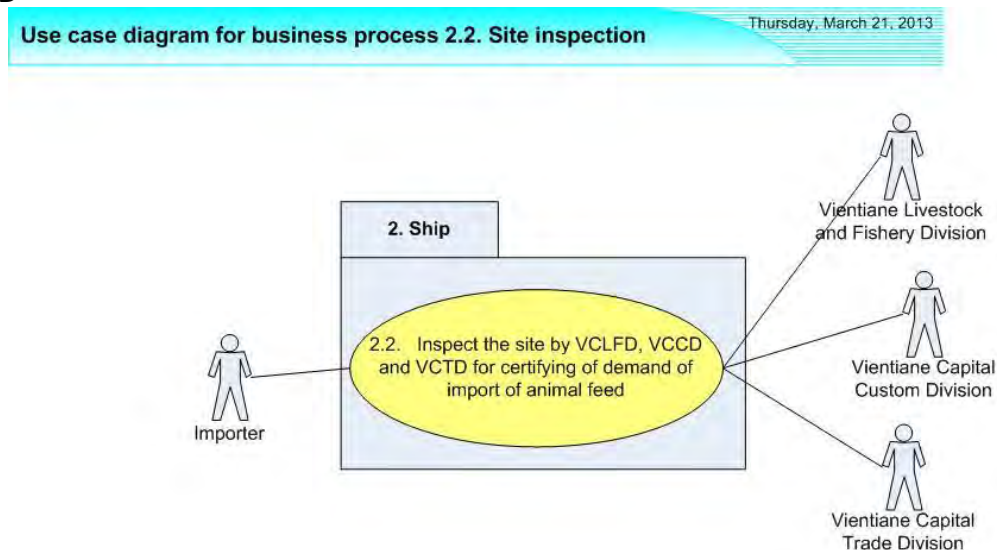 Use case diagram for business process 2.2. Site inspection
Thursday, March 21, 2013
Vientiane Livestock
and Fishery Division
2. Ship
2.2. Inspect the site by VCLFD, VCCD
and VCTD for certifying of demand of
import of animal feed
Importer
Vientiane Capital
Custom Division
Vientiane Capital
Trade Division